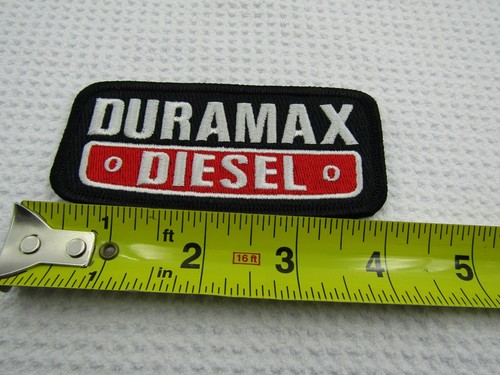 DURAMAX
o DIESEL o
1 ft
1 in 2 16 ft 3 4 5